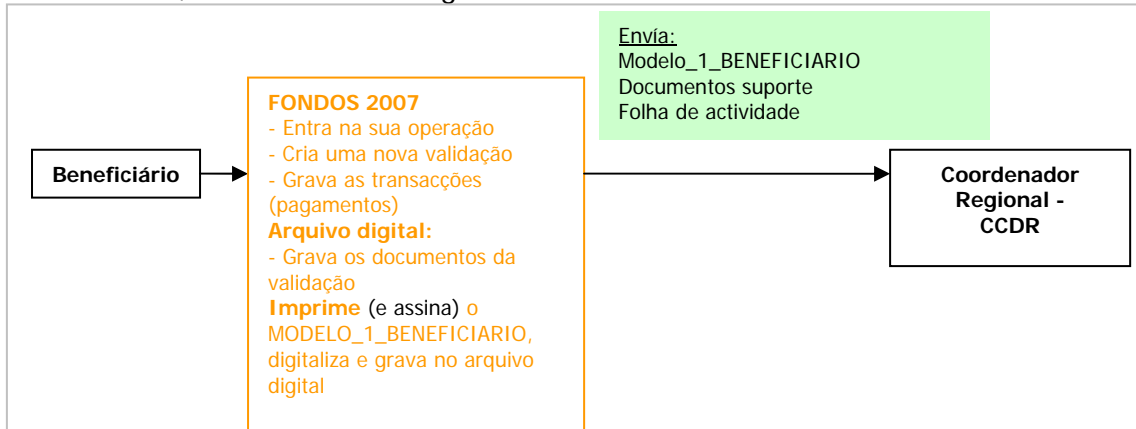 Envía:
Modelo_1_BENEFICIARIO
Documentos suporte
Folha de actividade
Beneficiário
FONDOS 2007
- Entra na sua operação
- Cria uma nova validação
- Grava as transacções
(pagamentos)
Arquivo digital:
- Grava os documentos da
validação
Imprime (e assina) o
MODELO_1_BENEFICIARIO,
digitaliza e grava no arquivo
digital
Coordenador
Regional -
CCDR